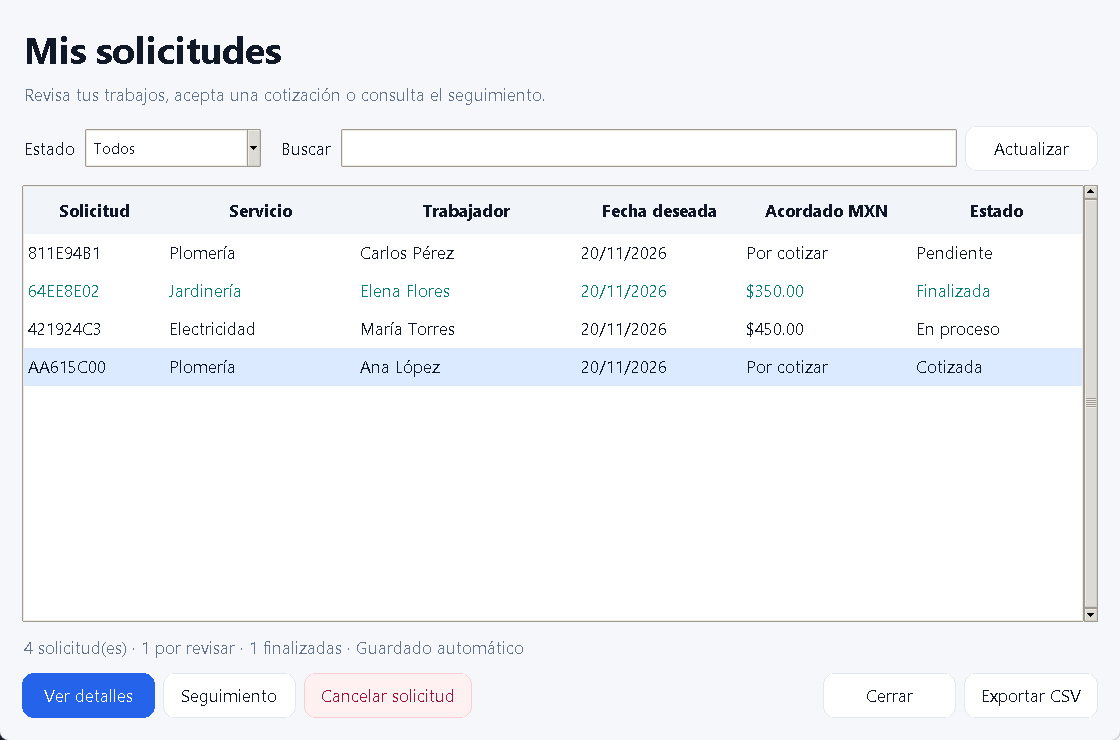 Mis solicitudes
Revisa tus trabajos, acepta una cotización o consulta el seguimiento.
Estado Todos Buscar Actualizar
Solicitud Servicio Trabajador Fecha deseada Acordado MXN Estado
811E94B1 Plomería Carlos Pérez 20/11/2026 Por cotizar Pendiente
64EE8E02 Jardinería Elena Flores 20/11/2026 $350.00 Finalizada
421924C3 Electricidad María Torres 20/11/2026 $450.00 En proceso
AA615C00 Plomería Ana López 20/11/2026 Por cotizar Cotizada
4 solicitud(es) · 1 por revisar · 1 finalizadas · Guardado automático
Ver detalles Seguimiento Cancelar solicitud Cerrar Exportar CSV